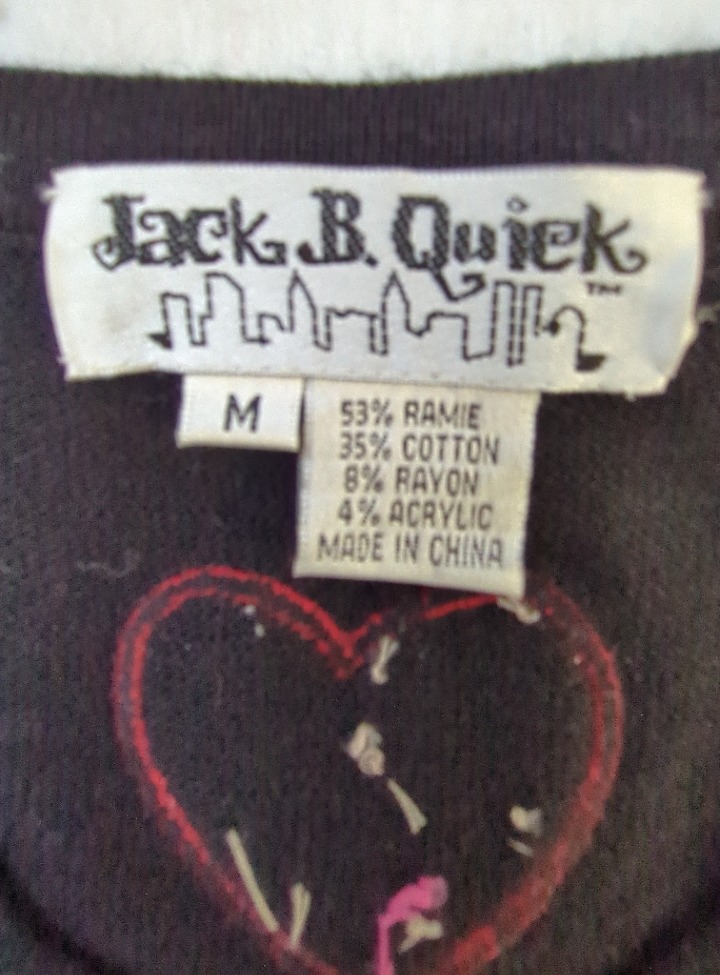 Jack B. Quick
™
M
53% RAMIE
35% COTTON
8% RAYON
4% ACRYLIC
MADE IN CHINA